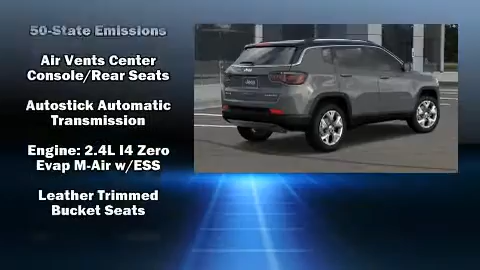 50-State Emissions
Air Vents Center
Console/Rear Seats
Autostick Automatic
Transmission
Engine: 2.4L I4 Zero
Evap M-Air w/ESS
Leather Trimmed
Bucket Seats
Jeep